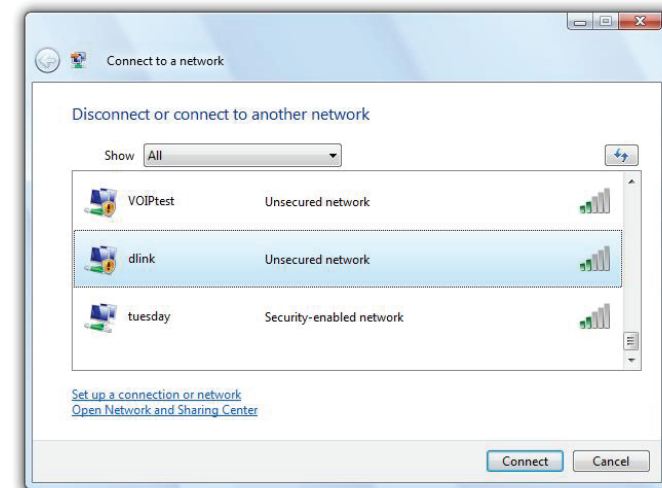 Connect to a network
Disconnect or connect to another network
Show All
VOIPtest Unsecured network
dlink Unsecured network
tuesday Security-enabled network
Set up a connection or network
Open Network and Sharing Center
Connect Cancel